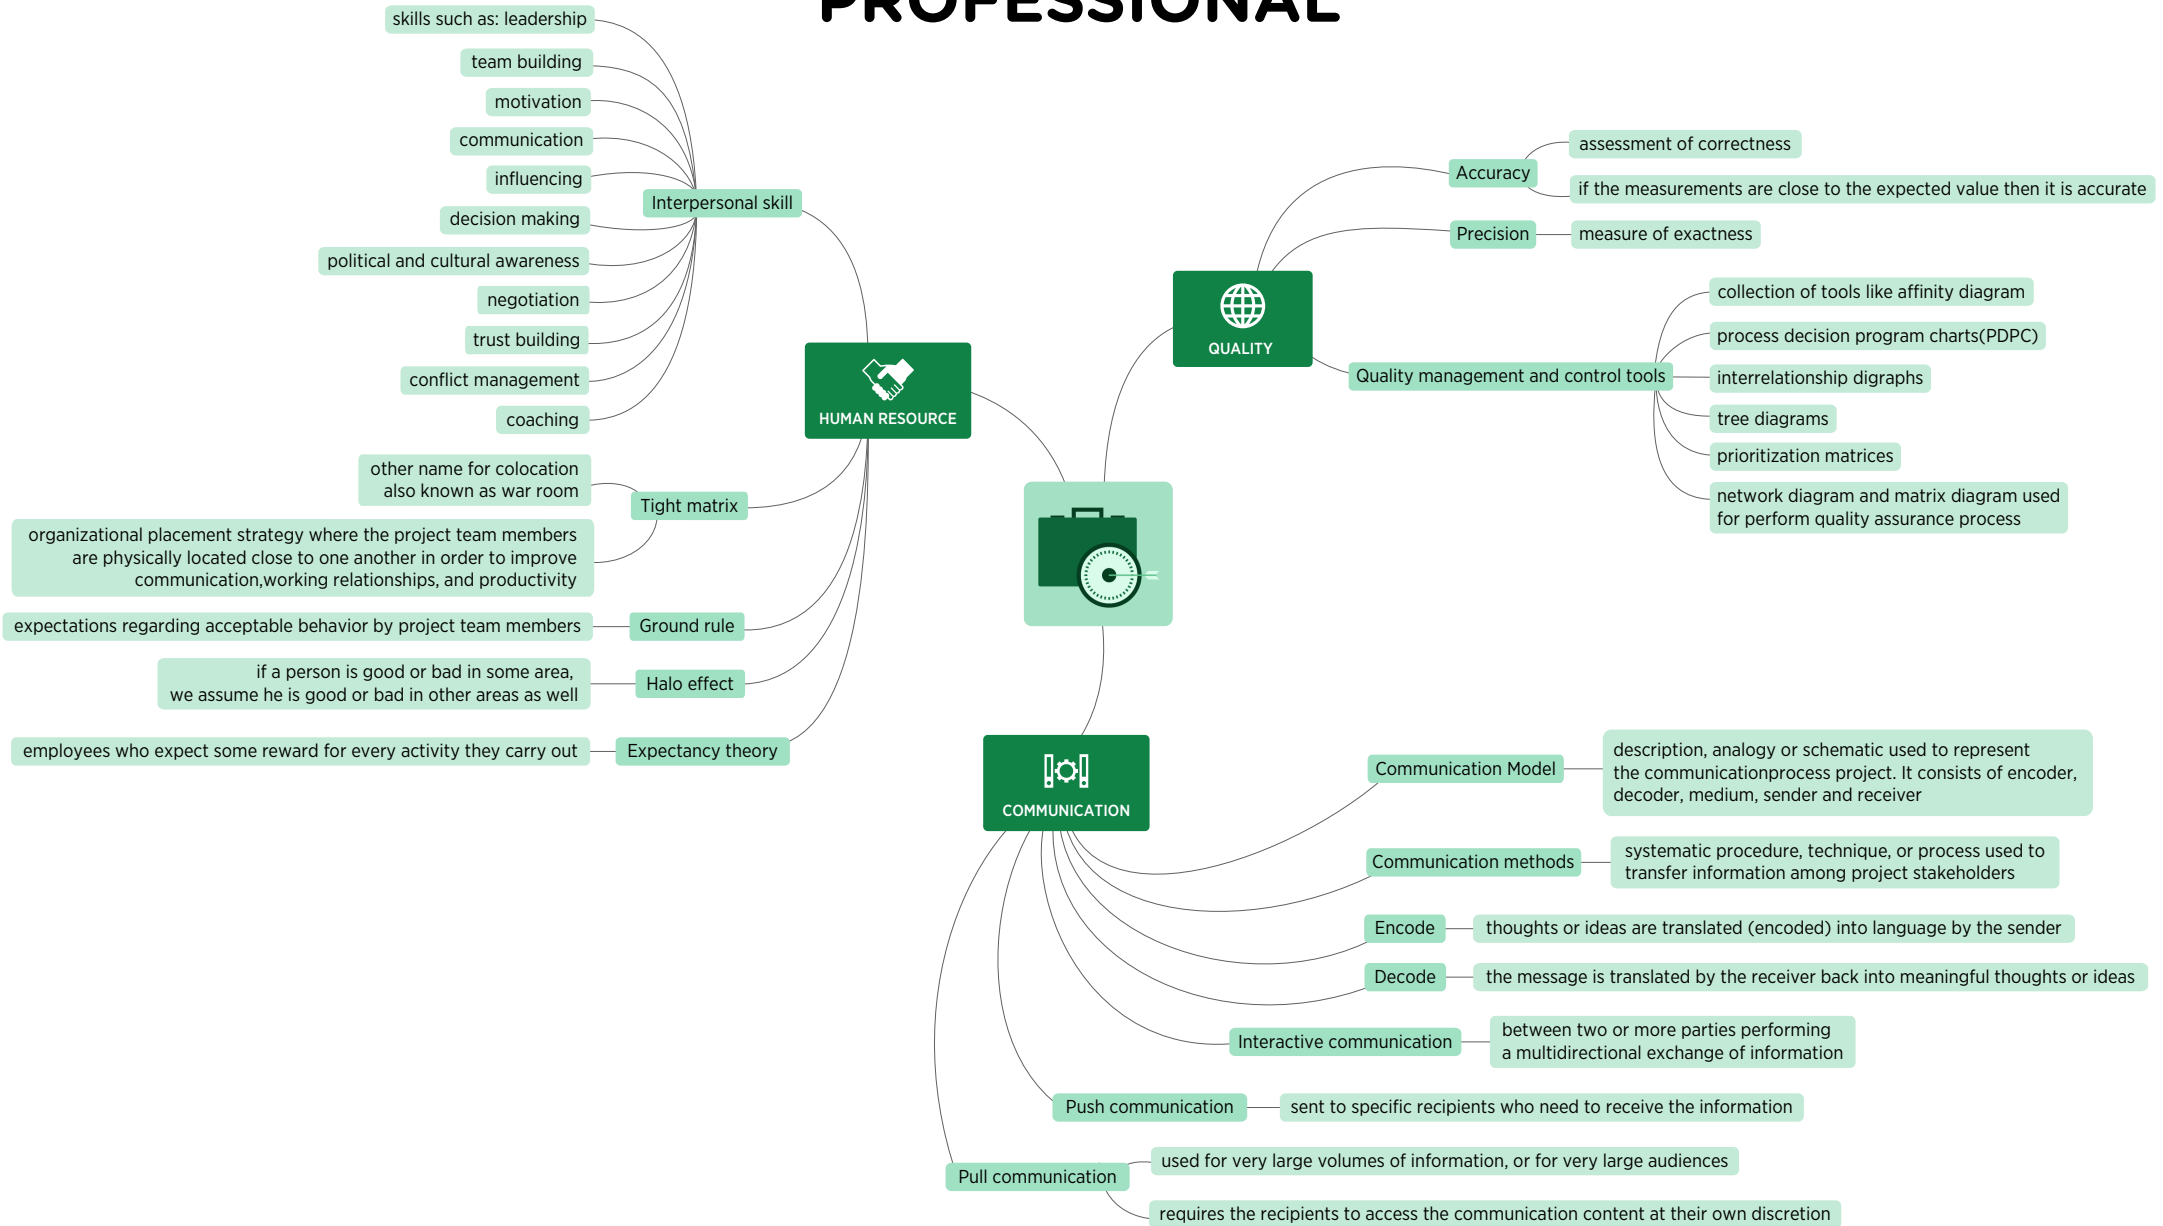 PROFESSIONAL
skills such as: leadership
team building
motivation
communication
influencing
decision making
political and cultural awareness
negotiation
trust building
conflict management
coaching
Interpersonal skill
HUMAN RESOURCE
other name for colocation
also known as war room
organizational placement strategy where the project team members
are physically located close to one another in order to improve
communication,working relationships, and productivity
Tight matrix
expectations regarding acceptable behavior by project team members
Ground rule
if a person is good or bad in some area,
we assume he is good or bad in other areas as well
Halo effect
employees who expect some reward for every activity they carry out
Expectancy theory
QUALITY
Accuracy
assessment of correctness
if the measurements are close to the expected value then it is accurate
Precision
measure of exactness
Quality management and control tools
collection of tools like affinity diagram
process decision program charts(PDPC)
interrelationship digraphs
tree diagrams
prioritization matrices
network diagram and matrix diagram used
for perform quality assurance process
COMMUNICATION
Communication Model
description, analogy or schematic used to represent
the communicationprocess project. It consists of encoder,
decoder, medium, sender and receiver
Communication methods
systematic procedure, technique, or process used to
transfer information among project stakeholders
Encode
thoughts or ideas are translated (encoded) into language by the sender
Decode
the message is translated by the receiver back into meaningful thoughts or ideas
Interactive communication
between two or more parties performing
a multidirectional exchange of information
Push communication
sent to specific recipients who need to receive the information
Pull communication
used for very large volumes of information, or for very large audiences
requires the recipients to access the communication content at their own discretion